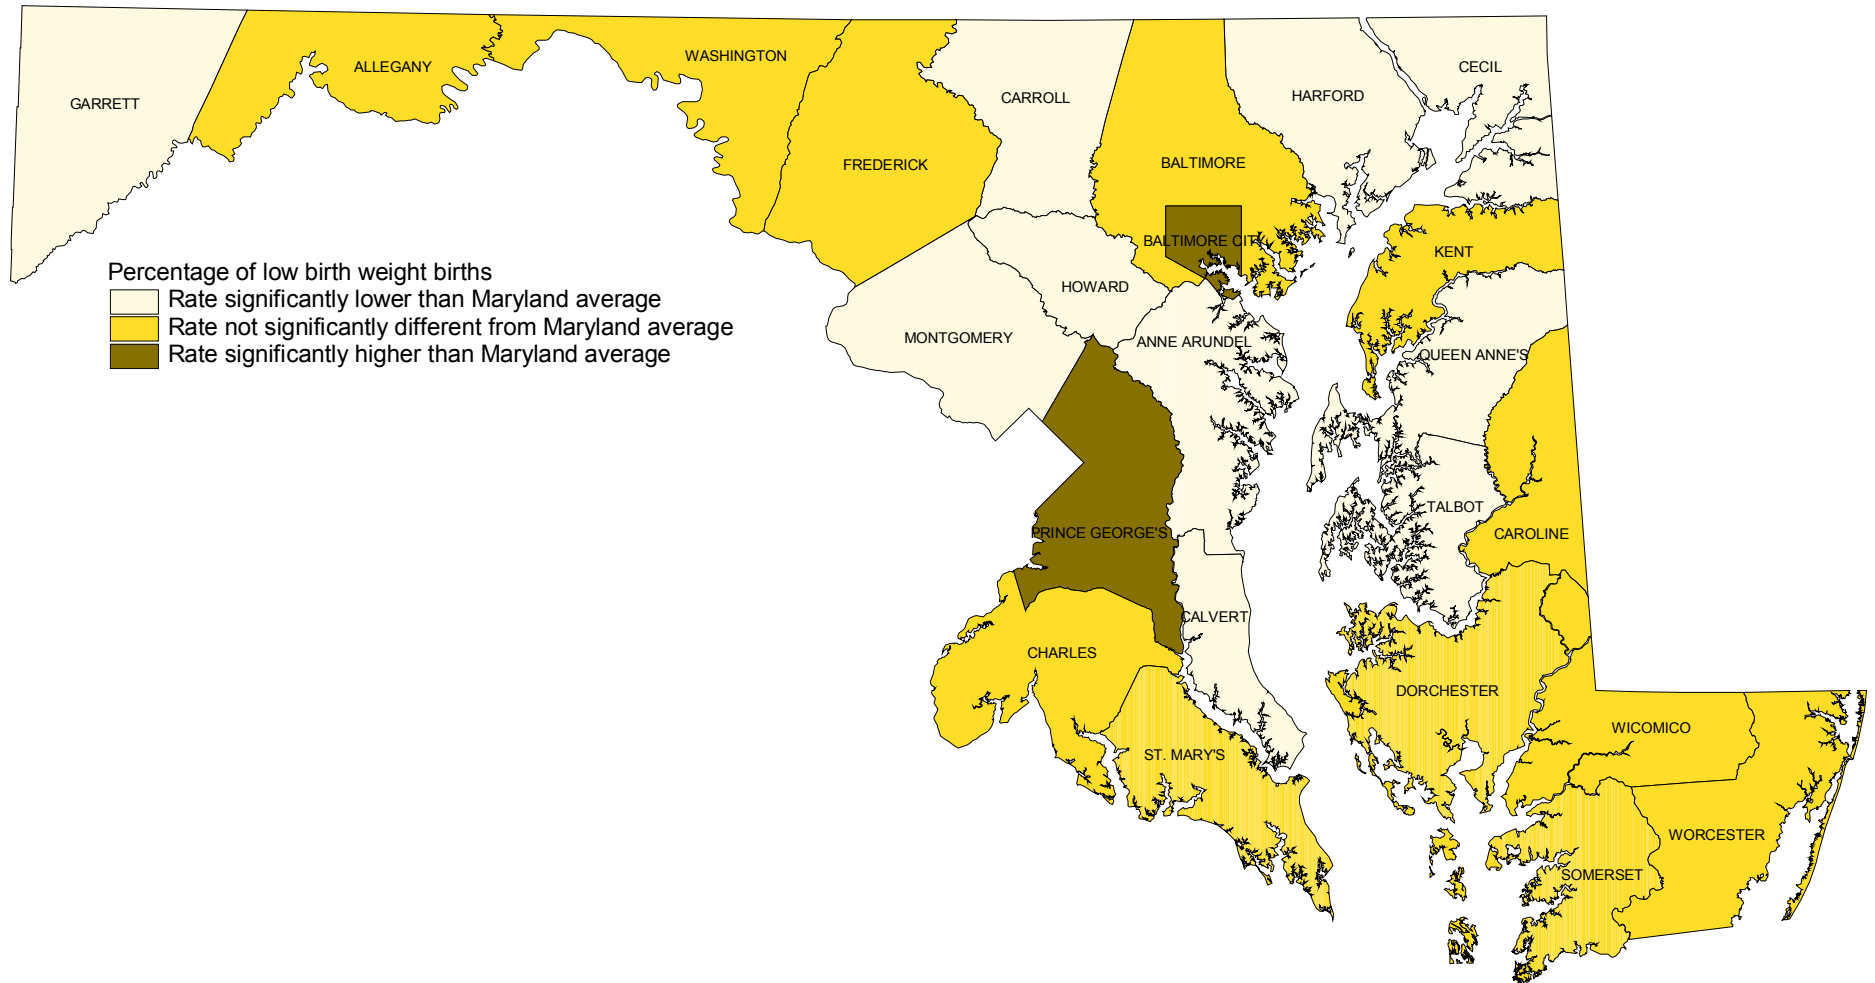 WASHINGTON
ALLEGANY
CECIL
GARRETT
CARROLL
HARFORD
FREDERICK
BALTIMORE
BALTIMORE CITY
KENT
Percentage of low birth weight births
Rate significantly lower than Maryland average
Rate not significantly different from Maryland average
Rate significantly higher than Maryland average
HOWARD
MONTGOMERY
ANNE ARUNDEL
QUEEN ANNE'S
TALBOT
PRINCE GEORGE'S
CAROLINE
CALVERT
CHARLES
DORCHESTER
WICOMICO
ST. MARY'S
WORCESTER
SOMERSET